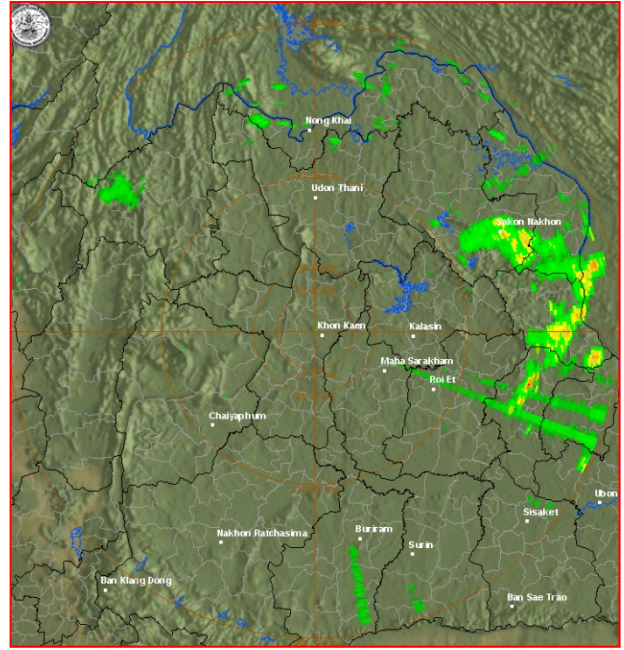 Nong Khai
Udon Thani
Sakon Nakhon
Khon Kaen
Kalasin
Maha Sarakham
Roi Et
Chaiyaphum
Ubon
Sisaket
Buriram
Nakhon Ratchasima
Surin
Ban Klang Dong
Ban Sae Trao